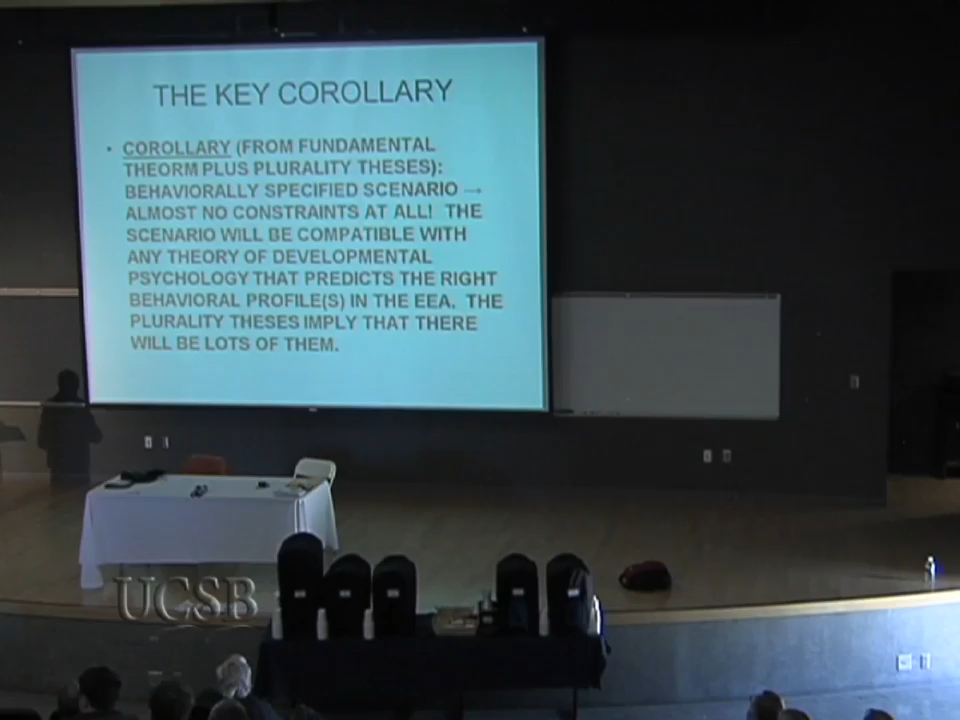 THE KEY COROLLARY
• COROLLARY (FROM FUNDAMENTAL
THEORM PLUS PLURALITY THESES):
BEHAVIORALLY SPECIFIED SCENARIO →
ALMOST NO CONSTRAINTS AT ALL! THE
SCENARIO WILL BE COMPATIBLE WITH
ANY THEORY OF DEVELOPMENTAL
PSYCHOLOGY THAT PREDICTS THE RIGHT
BEHAVIORAL PROFILE(S) IN THE EEA. THE
PLURALITY THESES IMPLY THAT THERE
WILL BE LOTS OF THEM.
UCSB